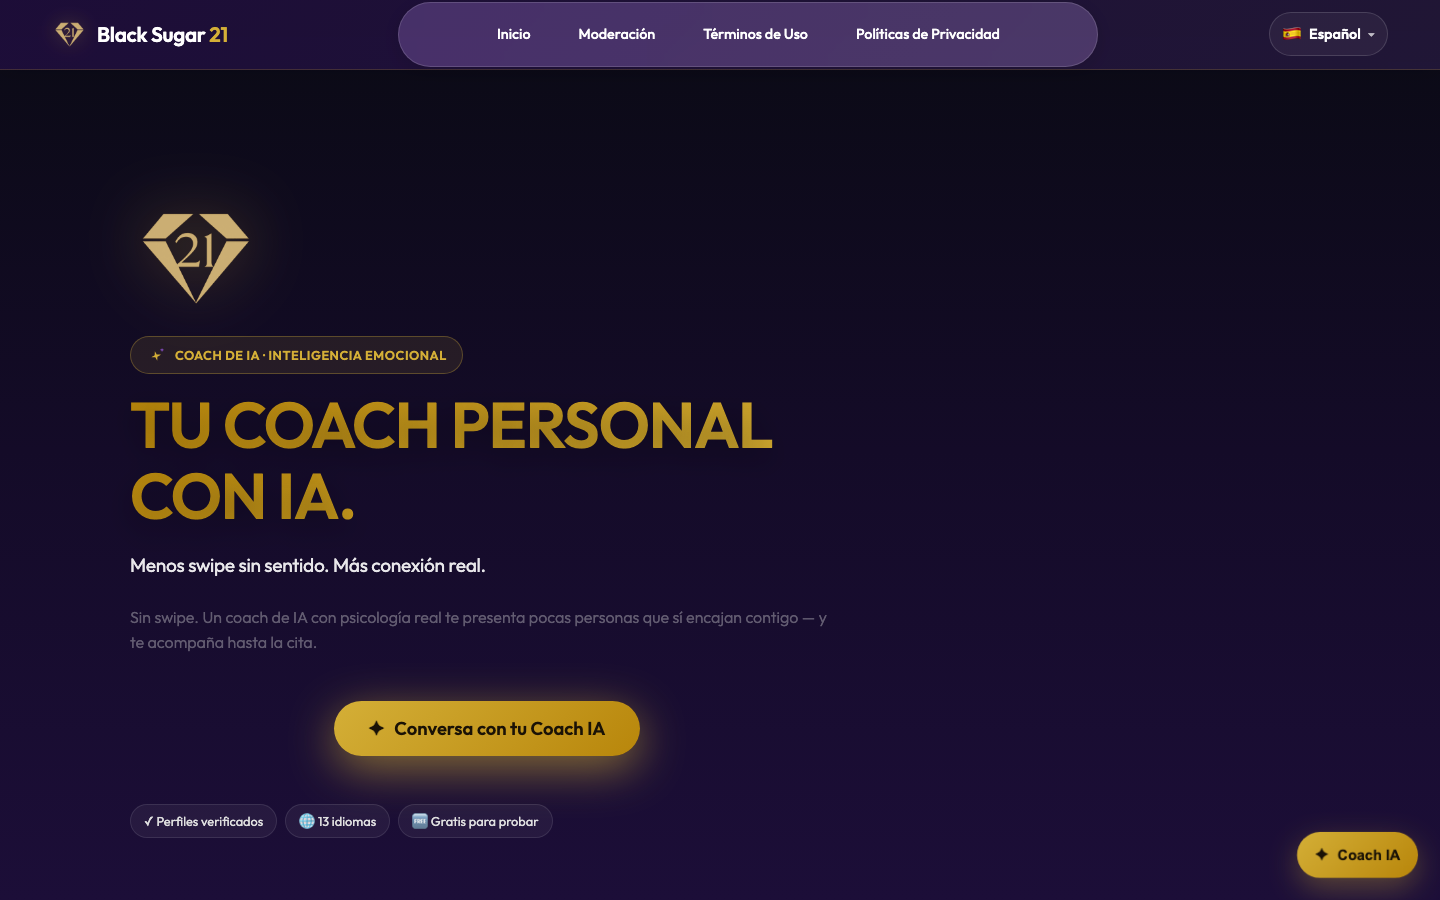 21 Black Sugar 21
Inicio
Moderación
Términos de Uso
Políticas de Privacidad
Español
21
COACH DE IA · INTELIGENCIA EMOCIONAL
TU COACH PERSONAL
CON IA.
Menos swipe sin sentido. Más conexión real.
Sin swipe. Un coach de IA con psicología real te presenta pocas personas que sí encajan contigo — y
te acompaña hasta la cita.
✦ Conversa con tu Coach IA
✓ Perfiles verificados
13 idiomas
FREE Gratis para probar
✦ Coach IA